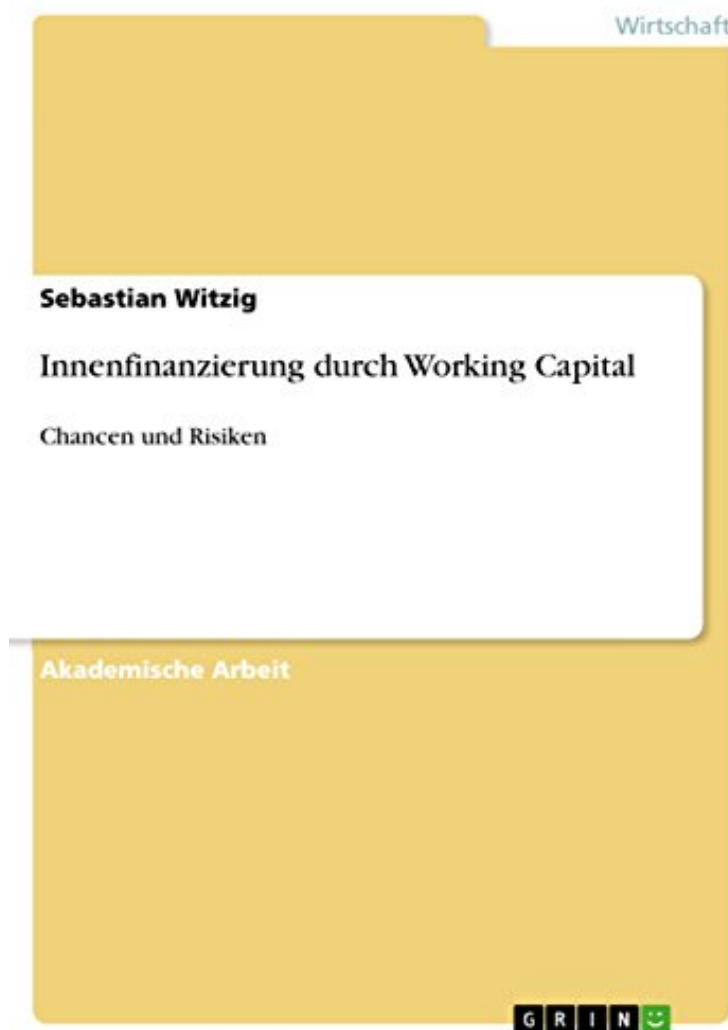 Wirtschaft
Sebastian Witzig
Innenfinanzierung durch Working Capital
Chancen und Risiken
Akademische Arbeit
GRIN